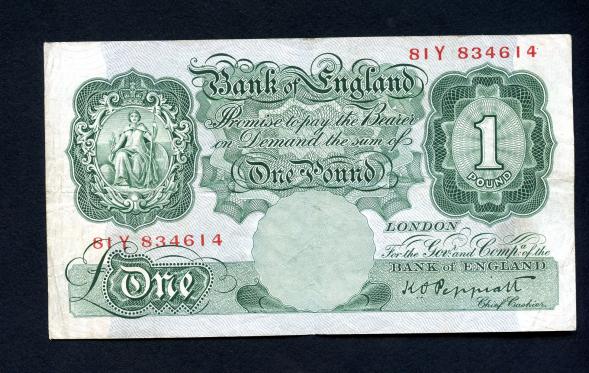 81Y 834614
Bank of England
Promise to pay the Bearer
on Demand the sum of
One Pound
1
POUND
LONDON
81Y 834614
For the Govr. and Compa. of the
BANK of ENGLAND
£ One
K O Peppiatt
Chief Cashier.